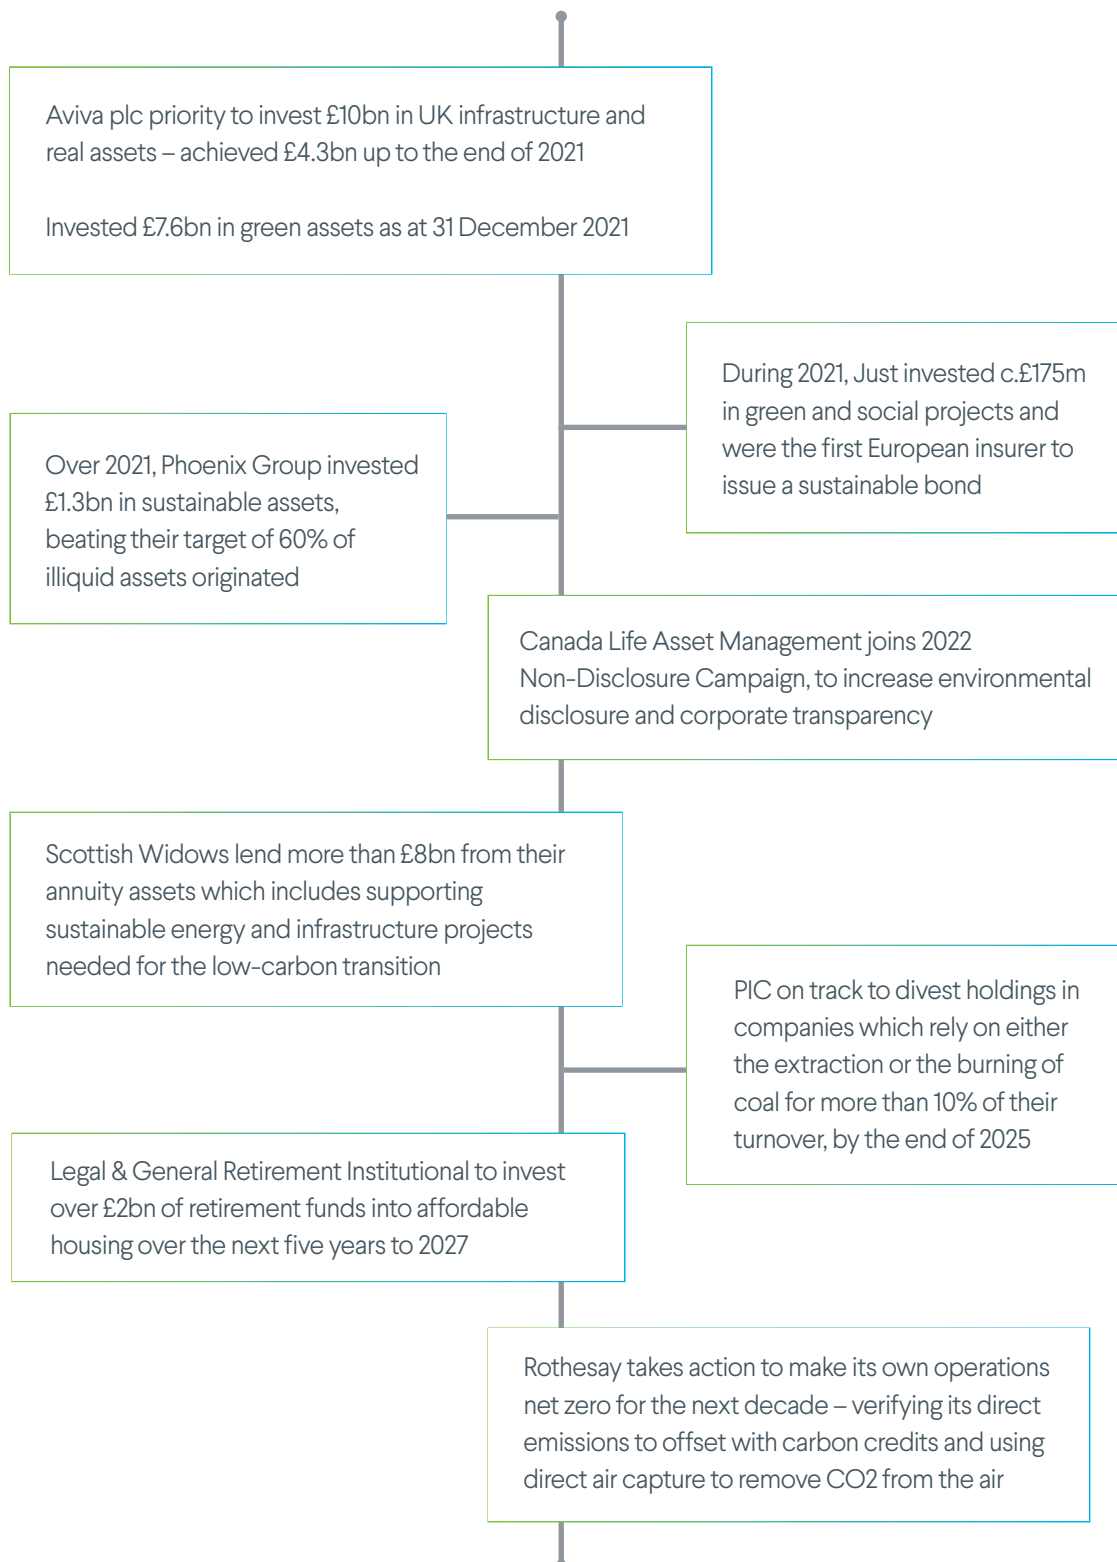 Aviva plc priority to invest £10bn in UK infrastructure and
real assets – achieved £4.3bn up to the end of 2021
Invested £7.6bn in green assets as at 31 December 2021
During 2021, Just invested c.£175m
in green and social projects and
were the first European insurer to
issue a sustainable bond
Over 2021, Phoenix Group invested
£1.3bn in sustainable assets,
beating their target of 60% of
illiquid assets originated
Canada Life Asset Management joins 2022
Non-Disclosure Campaign, to increase environmental
disclosure and corporate transparency
Scottish Widows lend more than £8bn from their
annuity assets which includes supporting
sustainable energy and infrastructure projects
needed for the low-carbon transition
PIC on track to divest holdings in
companies which rely on either
the extraction or the burning of
coal for more than 10% of their
turnover, by the end of 2025
Legal & General Retirement Institutional to invest
over £2bn of retirement funds into affordable
housing over the next five years to 2027
Rothesay takes action to make its own operations
net zero for the next decade – verifying its direct
emissions to offset with carbon credits and using
direct air capture to remove CO2 from the air